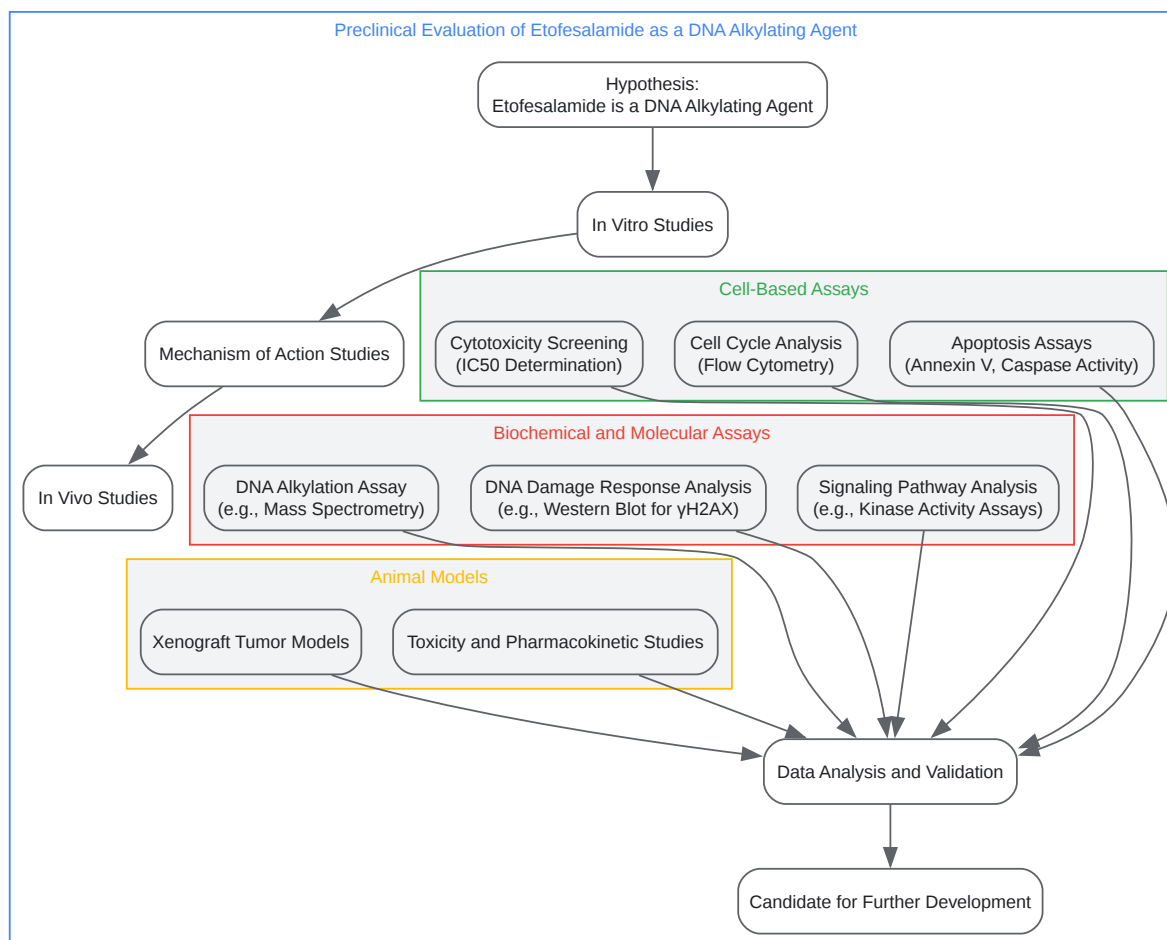 Preclinical Evaluation of Etofesalamide as a DNA Alkylating Agent
Hypothesis:
Etofesalamide is a DNA Alkylating Agent
In Vitro Studies
Cell-Based Assays
Mechanism of Action Studies
Cytotoxicity Screening
(IC50 Determination)
Cell Cycle Analysis
(Flow Cytometry)
Apoptosis Assays
(Annexin V, Caspase Activity)
Biochemical and Molecular Assays
In Vivo Studies
DNA Alkylation Assay
(e.g., Mass Spectrometry)
DNA Damage Response Analysis
(e.g., Western Blot for γH2AX)
Signaling Pathway Analysis
(e.g., Kinase Activity Assays)
Animal Models
Xenograft Tumor Models
Toxicity and Pharmacokinetic Studies
Data Analysis and Validation
Candidate for Further Development